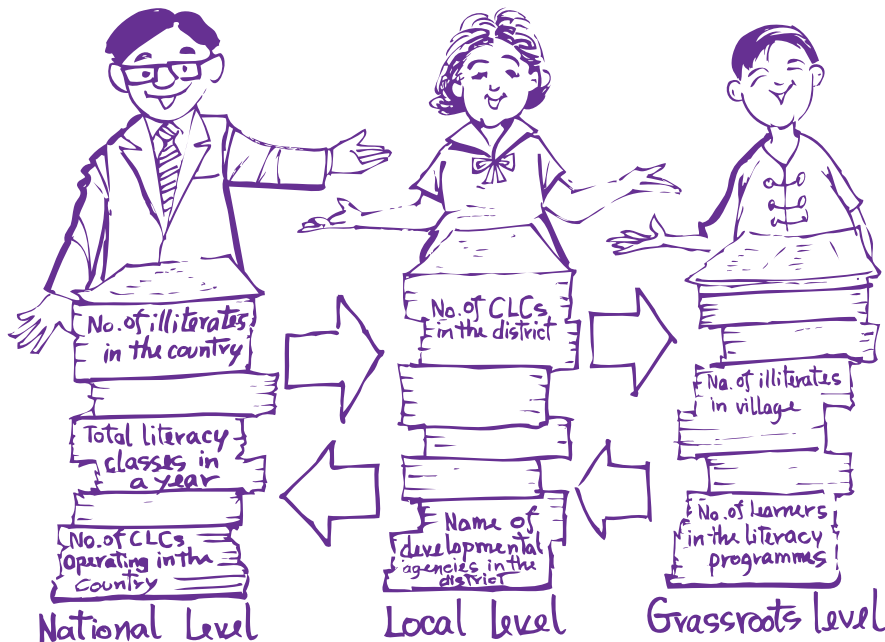 No. of illiterates
in the country
Total literacy
classes in
a year
No. of CLCs
operating in the
country
National Level
No. of CLCs
in the district
Name of
developmental
agencies in the
district
Local Level
No. of illiterates
in village
No. of Learners
in the literacy
programmes
Grassroots level